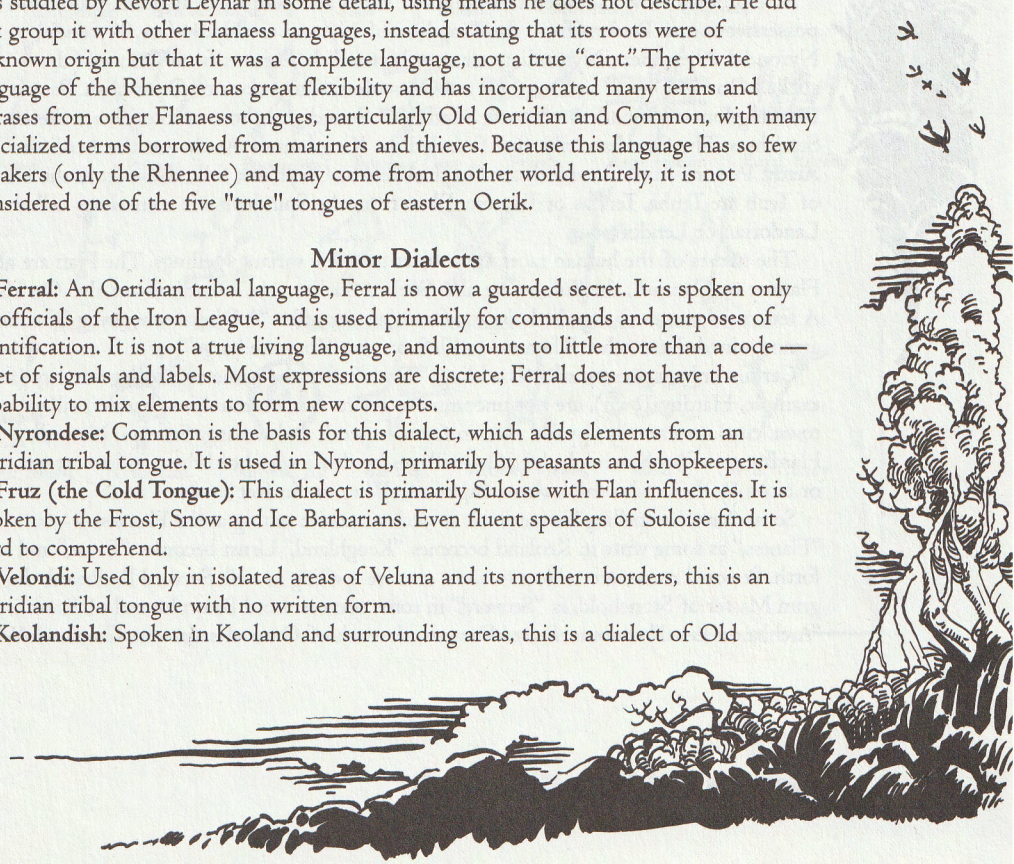 s studied by Revort Leynar in some detail, using means he does not describe. He did
group it with other Flanaess languages, instead stating that its roots were of
known origin but that it was a complete language, not a true “cant.” The private
guage of the Rhennee has great flexibility and has incorporated many terms and
rases from other Flanaess tongues, particularly Old Oeridian and Common, with many
cialized terms borrowed from mariners and thieves. Because this language has so few
eakers (only the Rhennee) and may come from another world entirely, it is not
nsidered one of the five "true" tongues of eastern Oerik.
Minor Dialects
Ferral: An Oeridian tribal language, Ferral is now a guarded secret. It is spoken only
officials of the Iron League, and is used primarily for commands and purposes of
ntification. It is not a true living language, and amounts to little more than a code —
et of signals and labels. Most expressions are discrete; Ferral does not have the
pability to mix elements to form new concepts.
Nyrondese: Common is the basis for this dialect, which adds elements from an
ridian tribal tongue. It is used in Nyrond, primarily by peasants and shopkeepers.
Fruz (the Cold Tongue): This dialect is primarily Suloise with Flan influences. It is
oken by the Frost, Snow and Ice Barbarians. Even fluent speakers of Suloise find it
rd to comprehend.
Velondi: Used only in isolated areas of Veluna and its northern borders, this is an
ridian tribal tongue with no written form.
Keolandish: Spoken in Keoland and surrounding areas, this is a dialect of Old